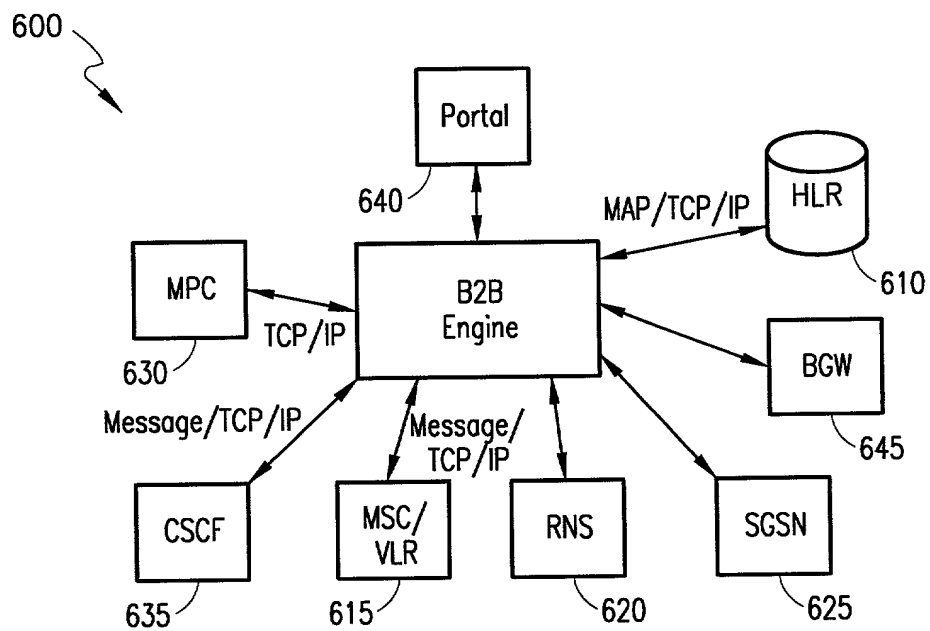 600
Portal
640
MAP/TCP/IP
HLR
610
MPC
630
TCP/IP
B2B
Engine
BGW
645
Message/TCP/IP
Message/
TCP/IP
CSCF
635
MSC/
VLR
615
RNS
620
SGSN
625